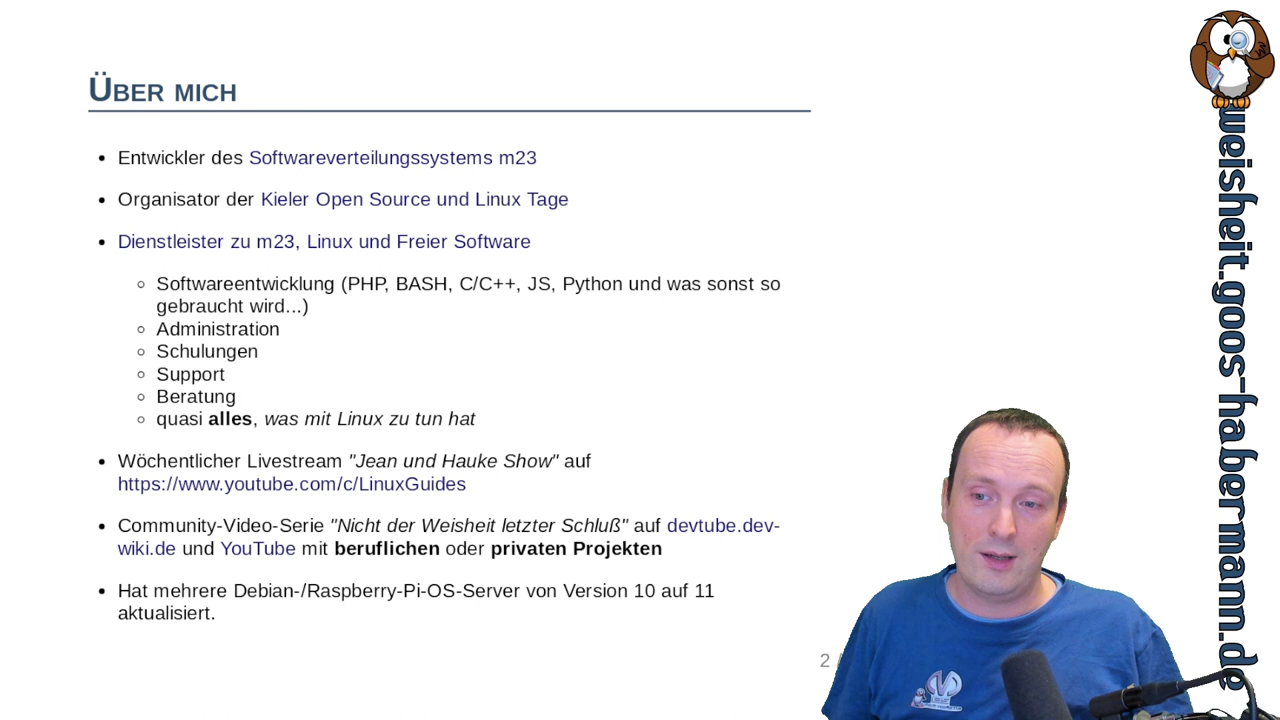 Über mich
Entwickler des Softwareverteilungssystems m23
Organisator der Kieler Open Source und Linux Tage
Dienstleister zu m23, Linux und Freier Software
Softwareentwicklung (PHP, BASH, C/C++, JS, Python und was sonst so
gebraucht wird...)
Administration
Schulungen
Support
Beratung
quasi alles, was mit Linux zu tun hat
Wöchentlicher Livestream "Jean und Hauke Show" auf
https://www.youtube.com/c/LinuxGuides
Community-Video-Serie "Nicht der Weisheit letzter Schluß" auf devtube.dev-
wiki.de und YouTube mit beruflichen oder privaten Projekten
Hat mehrere Debian-/Raspberry-Pi-OS-Server von Version 10 auf 11
aktualisiert.
2 /
weisheit.goos-habermann.de